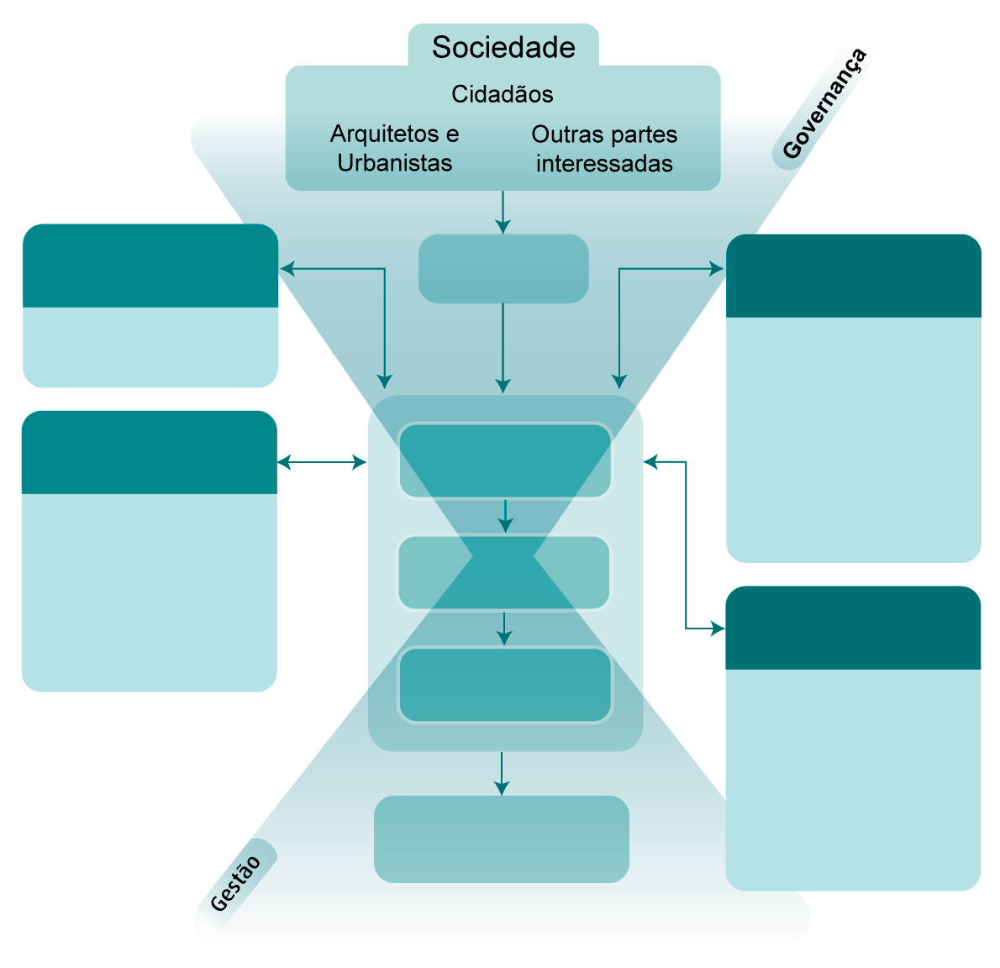 Sociedade
Cidadãos
Arquitetos e
Urbanistas
Outras partes
interessadas
Governança
Gestão